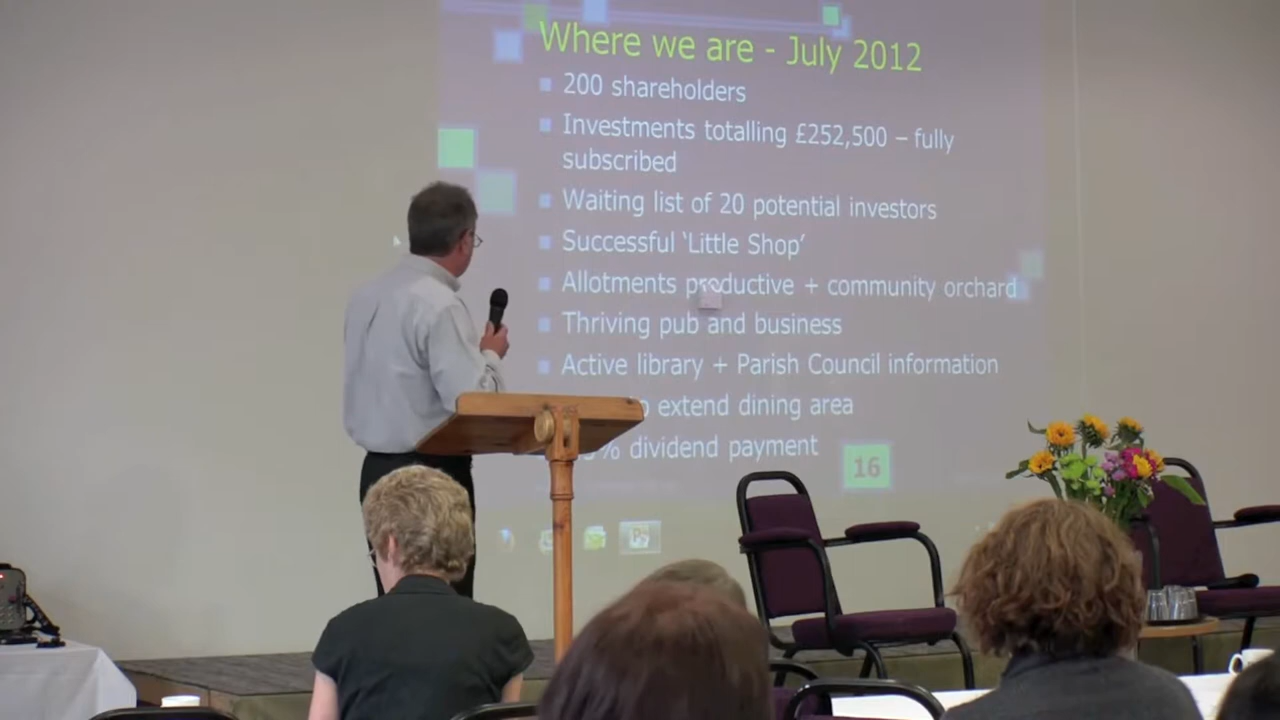 Where we are - July 2012
200 shareholders
Investments totalling £252,500 – fully
subscribed
Waiting list of 20 potential investors
Successful ‘Little Shop’
Allotments productive + community orchard
Thriving pub and business
Active library + Parish Council information
extend dining area
dividend payment
16